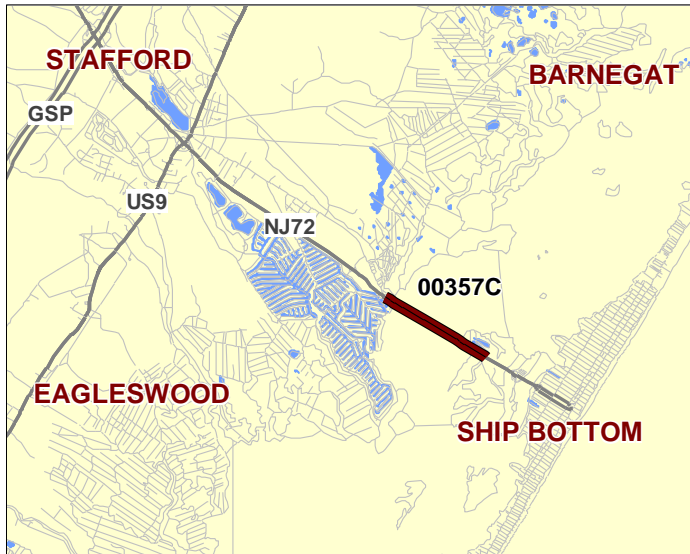 STAFFORD
BARNEGAT
GSP
US9
NJ72
00357C
EAGLESWOOD
SHIP BOTTOM